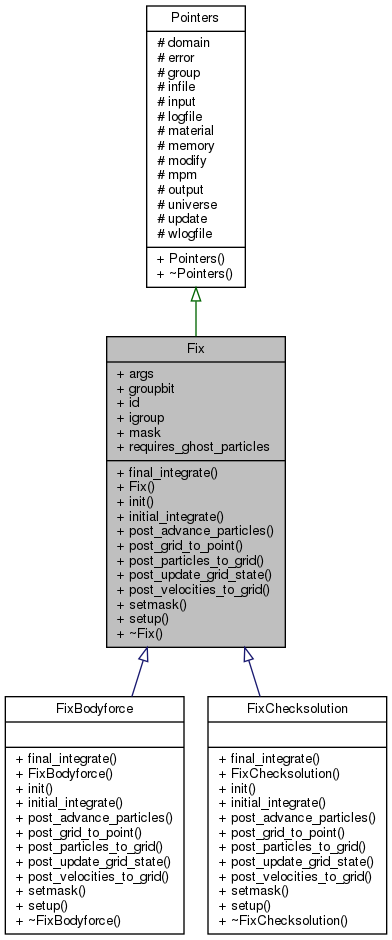 Pointers
# domain
# error
# group
# infile
# input
# logfile
# material
# memory
# modify
# mpm
# output
# universe
# update
# wlogfile
+ Pointers()
+ ~Pointers()
Fix
+ args
+ groupbit
+ id
+ igroup
+ mask
+ requires_ghost_particles
+ final_integrate()
+ Fix()
+ init()
+ initial_integrate()
+ post_advance_particles()
+ post_grid_to_point()
+ post_particles_to_grid()
+ post_update_grid_state()
+ post_velocities_to_grid()
+ setmask()
+ setup()
+ ~Fix()
FixBodyforce
+ final_integrate()
+ FixBodyforce()
+ init()
+ initial_integrate()
+ post_advance_particles()
+ post_grid_to_point()
+ post_particles_to_grid()
+ post_update_grid_state()
+ post_velocities_to_grid()
+ setmask()
+ setup()
+ ~FixBodyforce()
FixChecksolution
+ final_integrate()
+ FixChecksolution()
+ init()
+ initial_integrate()
+ post_advance_particles()
+ post_grid_to_point()
+ post_particles_to_grid()
+ post_update_grid_state()
+ post_velocities_to_grid()
+ setmask()
+ setup()
+ ~FixChecksolution()